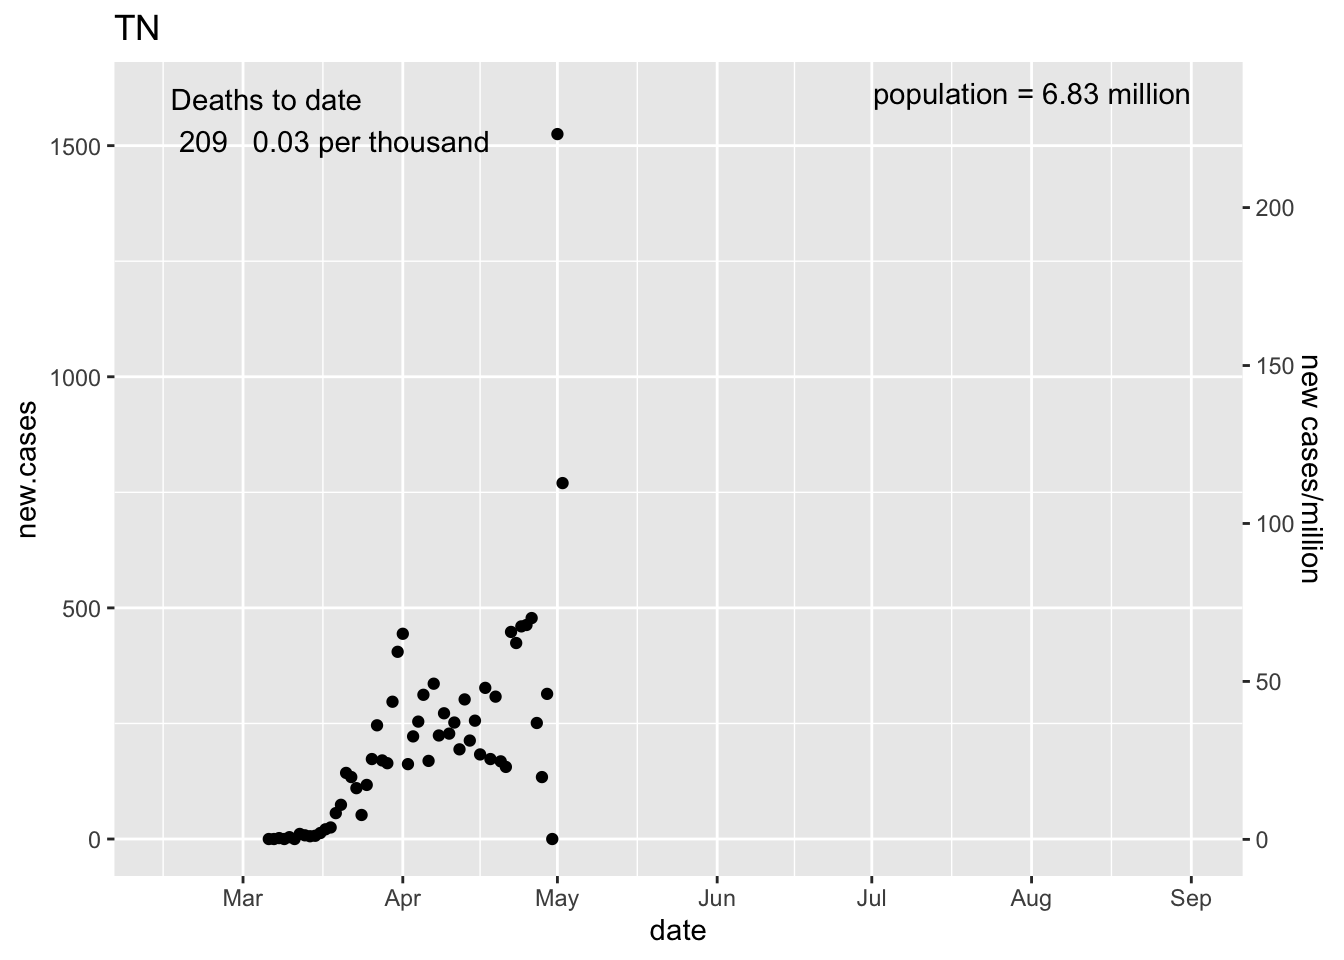 TN
Deaths to date
209 0.03 per thousand
population = 6.83 million
1500
1000
500
0
new.cases
200
150
100
50
0
new cases/million
Mar Apr May Jun Jul Aug Sep
date